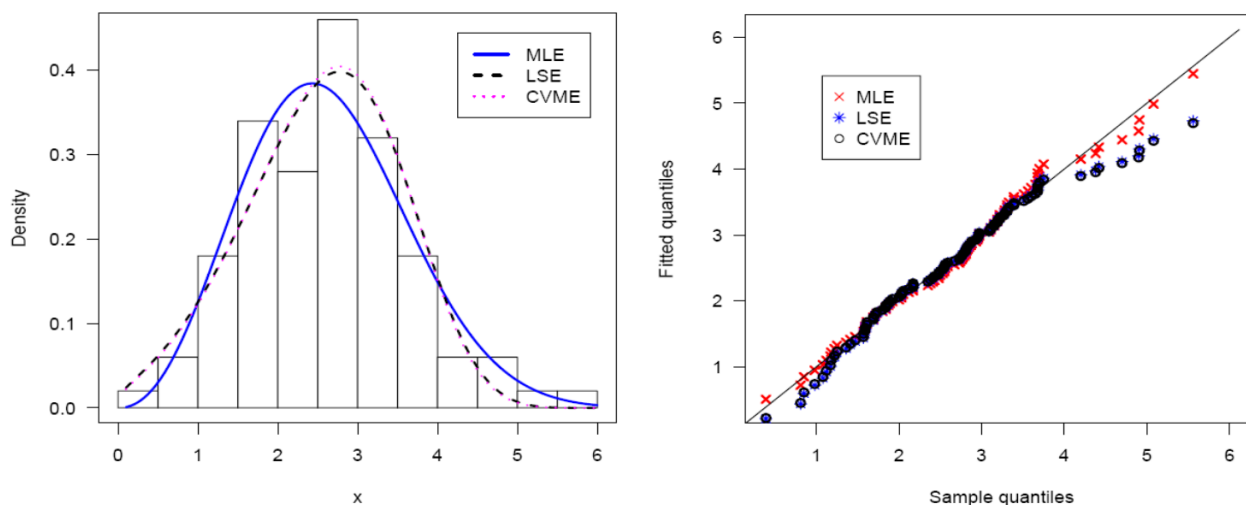 MLE
LSE
CVME
0.4
0.3
0.2
0.1
0.0
Density
0 1 2 3 4 5 6
x
MLE
LSE
CVME
6
5
4
3
2
1
Fitted quantiles
1 2 3 4 5 6
Sample quantiles